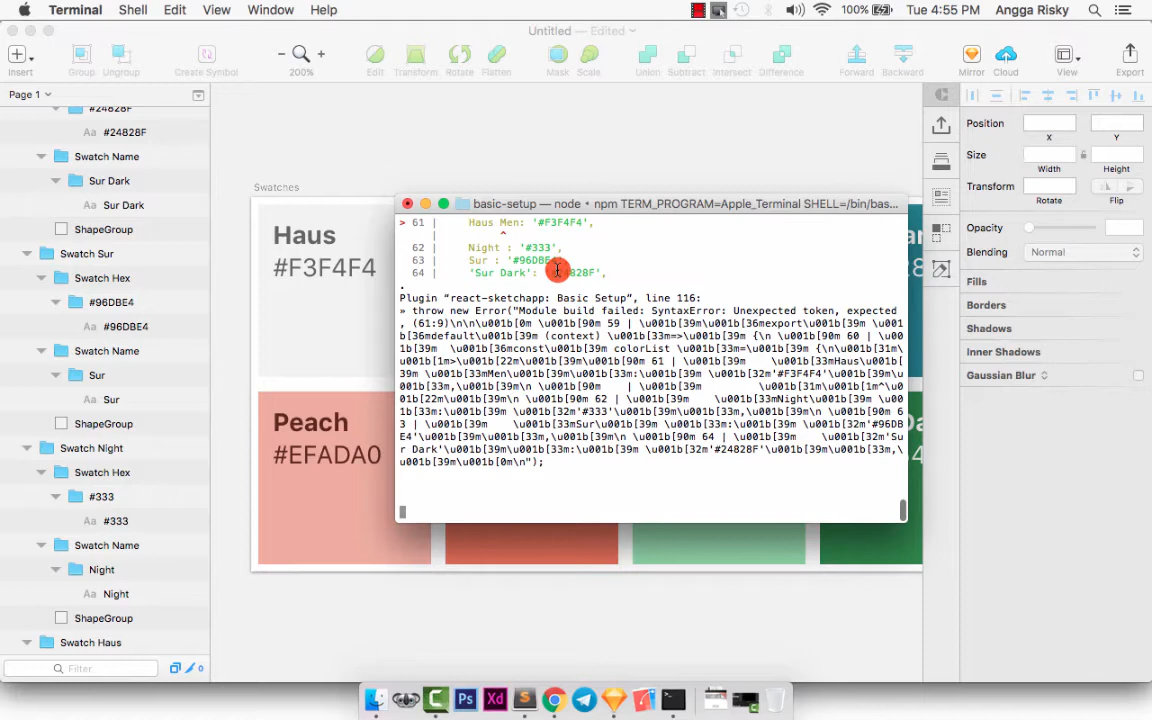 Terminal Shell Edit View Window Help 100% Tue 4:55 PM Angga Risky
Untitled — Edited
Insert Group Ungroup Create Symbol 200% Edit Transform Rotate Flatten Mask Scale Union Subtract Intersect Difference Forward Backward Mirror Cloud View Export
Page 1
#24828F
Aa #24828F
Swatch Name
Sur Dark
Aa Sur Dark
ShapeGroup
Swatch Sur
Swatch Hex
#96DBE4
Aa #96DBE4
Swatch Name
Sur
Aa Sur
ShapeGroup
Swatch Night
Swatch Hex
#333
Aa #333
Swatch Name
Night
Aa Night
ShapeGroup
Swatch Haus
Filter
0
Swatches
Haus
#F3F4F4
Peach
#EFADA0
basic-setup — node • npm TERM_PROGRAM=Apple_Terminal SHELL=/bin/bas...
> 61 | Haus Men: '#F3F4F4',
^
62 | Night : '#333',
63 | Sur : '#96DBE4',
64 | 'Sur Dark': '#24828F',
.
Plugin “react-sketchapp: Basic Setup”, line 116:
» throw new Error("Module build failed: SyntaxError: Unexpected token, expected
, (61:9)\n\n\u001b[0m \u001b[90m 59 | \u001b[39m\u001b[36mexport\u001b[39m \u001
b[36mdefault\u001b[39m (context) \u001b[33m=>\u001b[39m {\n \u001b[90m 60 | \u00
1b[39m \u001b[36mconst\u001b[39m colorList \u001b[33m=\u001b[39m {\n\u001b[31m\
u001b[1m>\u001b[22m\u001b[39m\u001b[90m 61 | \u001b[39m \u001b[33mHaus\u001
b[39m \u001b[33mMen\u001b[39m\u001b[33m:\u001b[39m \u001b[32m'#F3F4F4'\u001b[39m\u001b
[33m,\u001b[39m\n \u001b[90m | \u001b[39m \u001b[31m\u001b[1m^\u0
01b[22m\u001b[39m\n \u001b[90m 62 | \u001b[39m \u001b[33mNight\u001b[39m \u
001b[33m:\u001b[39m \u001b[32m'#333'\u001b[39m\u001b[33m,\u001b[39m\n \u001b[90m 6
3 | \u001b[39m \u001b[33mSur\u001b[39m \u001b[33m:\u001b[39m \u001b[32m'#96DB
E4'\u001b[39m\u001b[33m,\u001b[39m\n \u001b[90m 64 | \u001b[39m \u001b[32m'Su
r Dark'\u001b[39m\u001b[33m:\u001b[39m \u001b[32m'#24828F'\u001b[39m\u001b[33m,\
u001b[39m\u001b[0m\n");
Position
X Y
Size
Width Height
Transform
Rotate Flip
Opacity
Blending Normal
Fills
Borders
Shadows
Inner Shadows
Gaussian Blur
Ps Xd S